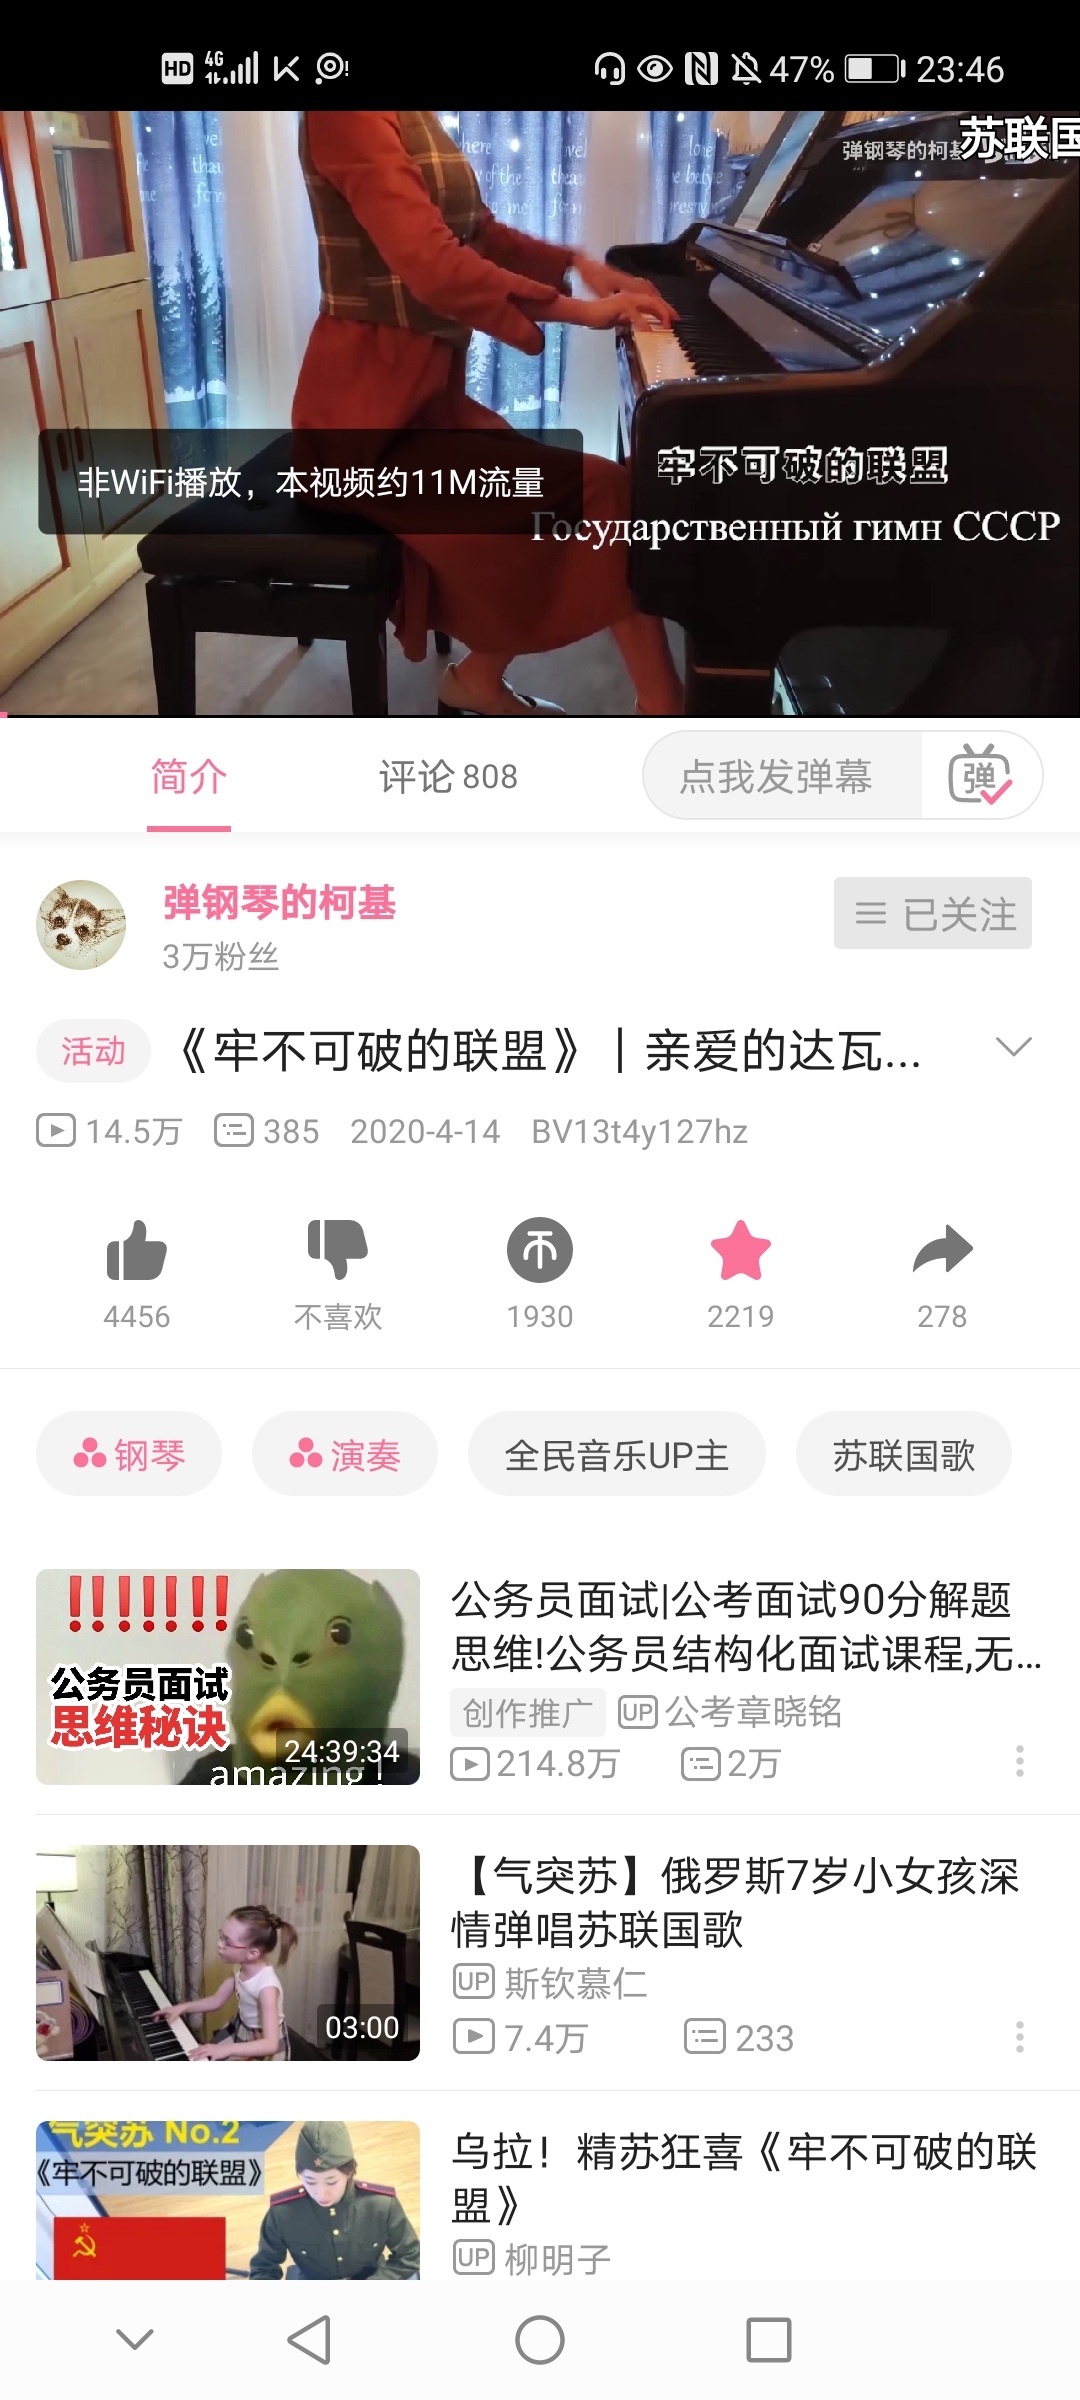 HD 4G 47% 23:46
苏联国
弹钢琴的柯基
非WiFi播放，本视频约11M流量
牢不可破的联盟
Государственный гимн СССР
简介 评论 808 点我发弹幕 弹
弹钢琴的柯基
3万粉丝
已关注
活动 《牢不可破的联盟》｜亲爱的达瓦...
14.5万 385 2020-4-14 BV13t4y127hz
4456 不喜欢 1930 2219 278
钢琴 演奏 全民音乐UP主 苏联国歌
!!!!!!!
公务员面试
思维秘诀
24:39:34
amazing!
公务员面试|公考面试90分解题
思维!公务员结构化面试课程,无...
创作推广 UP 公考章晓铭
214.8万 2万
03:00
【气突苏】俄罗斯7岁小女孩深
情弹唱苏联国歌
UP 斯钦慕仁
7.4万 233
气突苏 No.2
《牢不可破的联盟》
乌拉！精苏狂喜《牢不可破的联
盟》
UP 柳明子